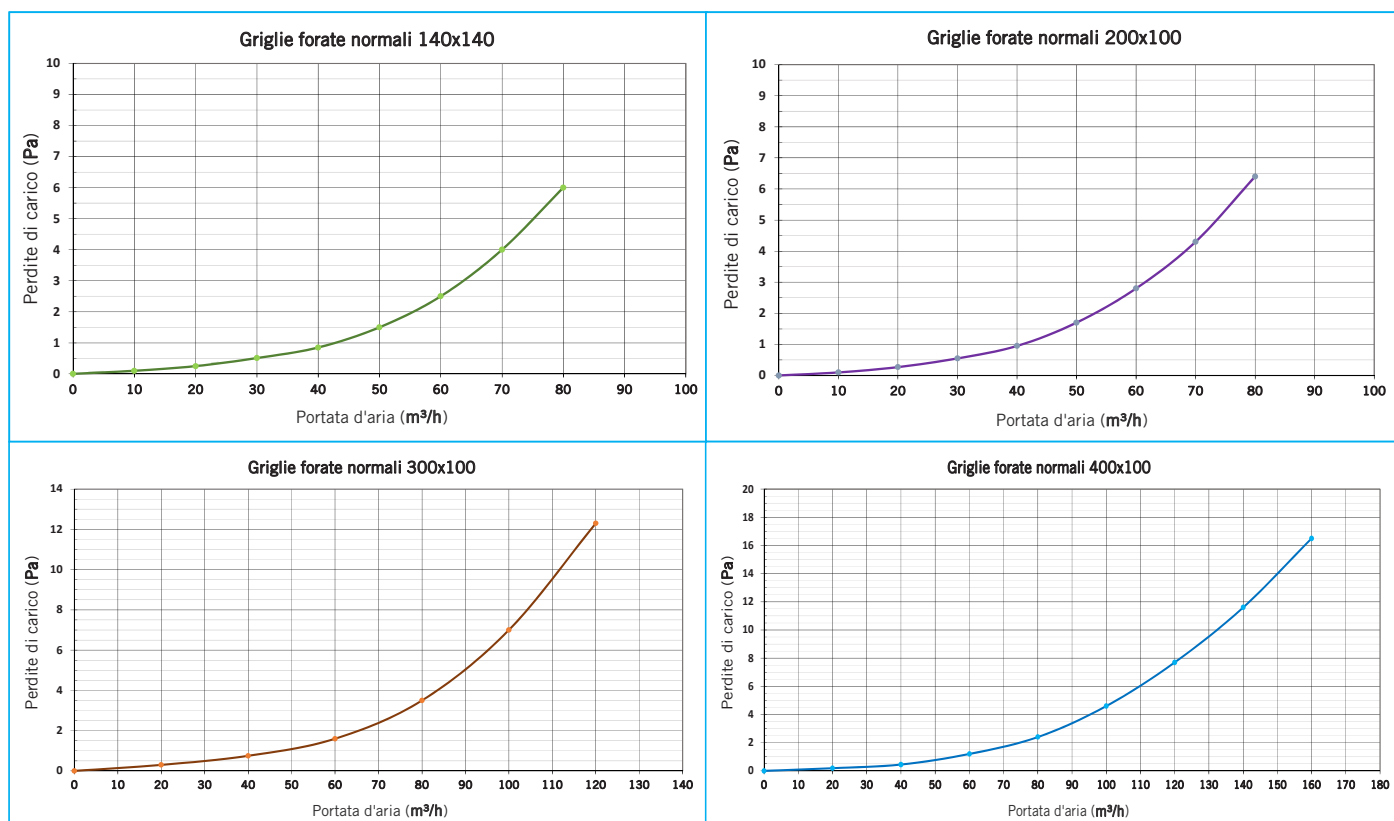 Griglie forate normali 140x140
10
9
8
7
6
5
4
3
2
1
0
Perdite di carico (Pa)
0 10 20 30 40 50 60 70 80 90 100
Portata d'aria (m³/h)
Griglie forate normali 200x100
10
9
8
7
6
5
4
3
2
1
0
Perdite di carico (Pa)
0 10 20 30 40 50 60 70 80 90 100
Portata d'aria (m³/h)
Griglie forate normali 300x100
14
12
10
8
6
4
2
0
Perdite di carico (Pa)
0 10 20 30 40 50 60 70 80 90 100 110 120 130 140
Portata d'aria (m³/h)
Griglie forate normali 400x100
20
18
16
14
12
10
8
6
4
2
0
Perdite di carico (Pa)
0 10 20 30 40 50 60 70 80 90 100 110 120 130 140 150 160 170 180
Portata d'aria (m³/h)